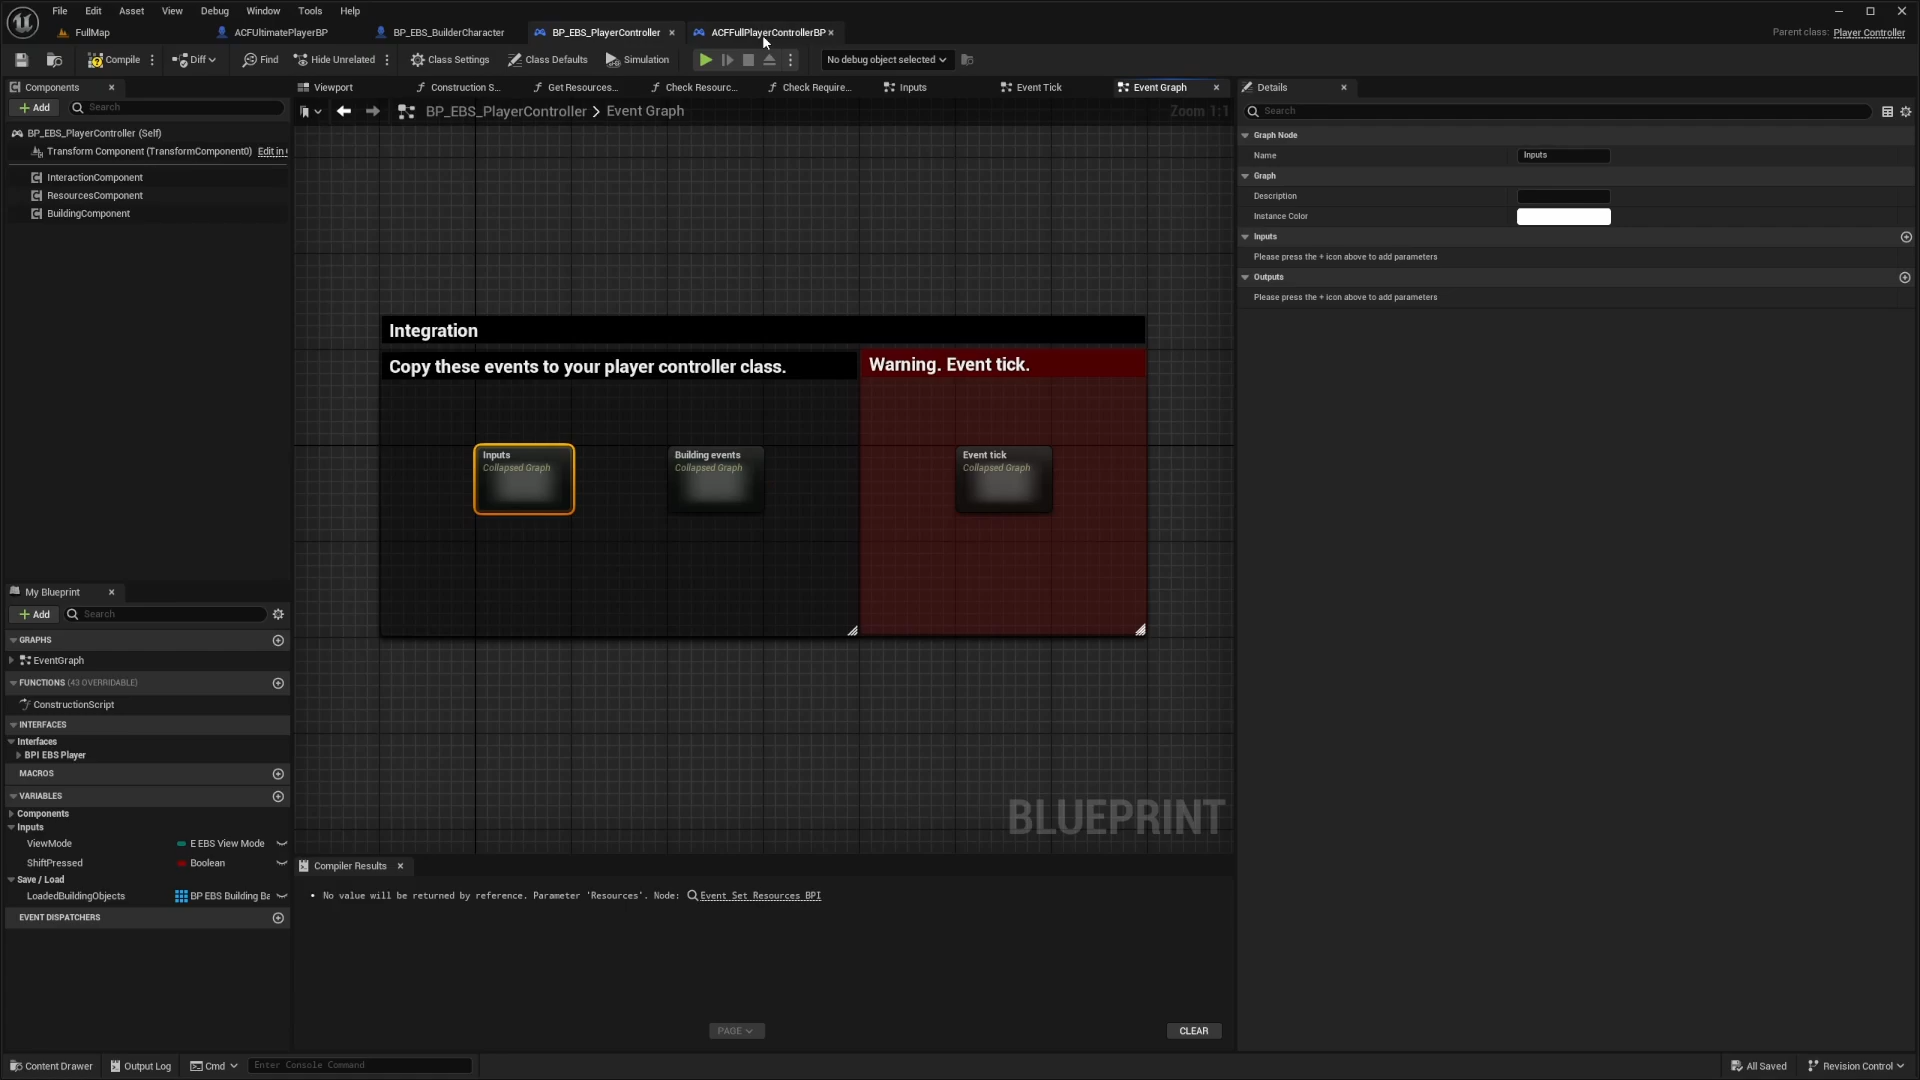 File Edit Asset View Debug Window Tools Help
FullMap ACFUltimatePlayerBP BP_EBS_BuilderCharacter BP_EBS_PlayerController ACFFullPlayerControllerBP
Parent class: Player Controller
Compile Diff Find Hide Unrelated Class Settings Class Defaults Simulation No debug object selected
Components
Add Search
BP_EBS_PlayerController (Self)
Transform Component (TransformComponent0) Edit in
InteractionComponent
ResourcesComponent
BuildingComponent
My Blueprint
Add Search
GRAPHS
EventGraph
FUNCTIONS (43 OVERRIDABLE)
ConstructionScript
INTERFACES
Interfaces
BPI EBS Player
MACROS
VARIABLES
Components
Inputs
ViewMode E EBS View Mode
ShiftPressed Boolean
Save / Load
LoadedBuildingObjects BP EBS Building Ba
EVENT DISPATCHERS
Viewport Construction S... Get Resources... Check Resourc... Check Require... Inputs Event Tick Event Graph
BP_EBS_PlayerController > Event Graph
Zoom 1:1
Integration
Copy these events to your player controller class.
Warning. Event tick.
Inputs
Collapsed Graph
Building events
Collapsed Graph
Event tick
Collapsed Graph
BLUEPRINT
Compiler Results
• No value will be returned by reference. Parameter 'Resources'. Node: Event Set Resources BPI
PAGE
CLEAR
Details
Search
Graph Node
Name Inputs
Graph
Description
Instance Color
Inputs
Please press the + icon above to add parameters
Outputs
Please press the + icon above to add parameters
Content Drawer Output Log Cmd Enter Console Command
All Saved Revision Control